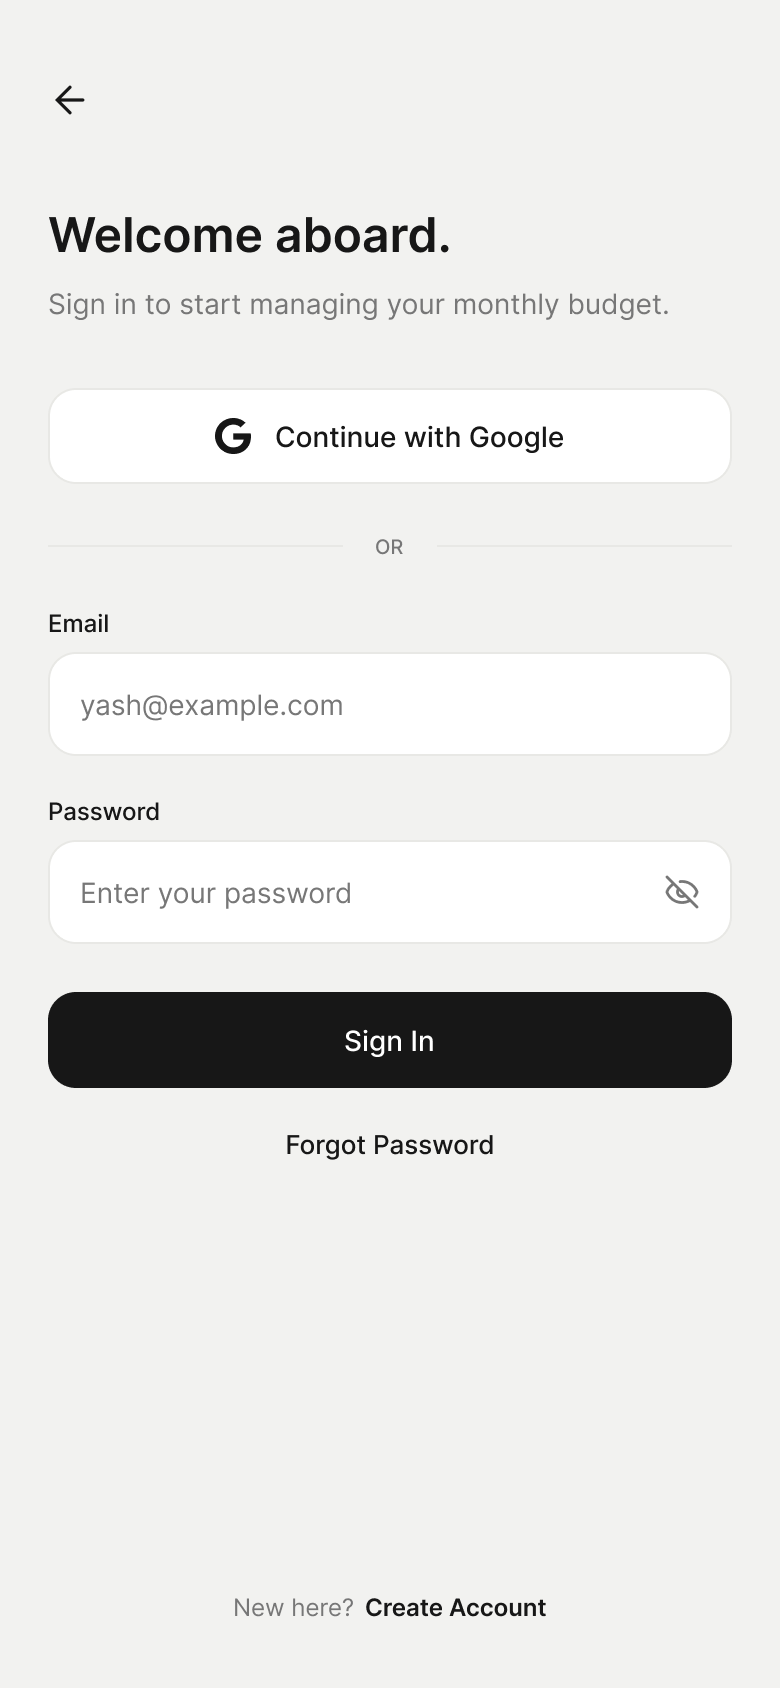 Welcome aboard.
Sign in to start managing your monthly budget.
Continue with Google
OR
Email
yash@example.com
Password
Enter your password
Sign In
Forgot Password
New here? Create Account